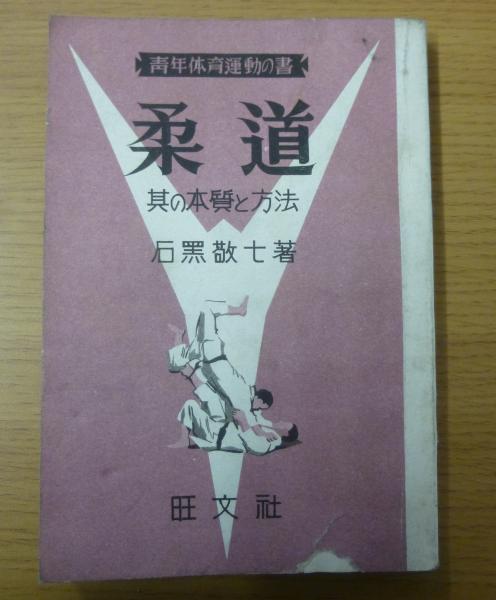 青年体育運動の書
柔道
其の本質と方法
石黑敬七著
旺文社